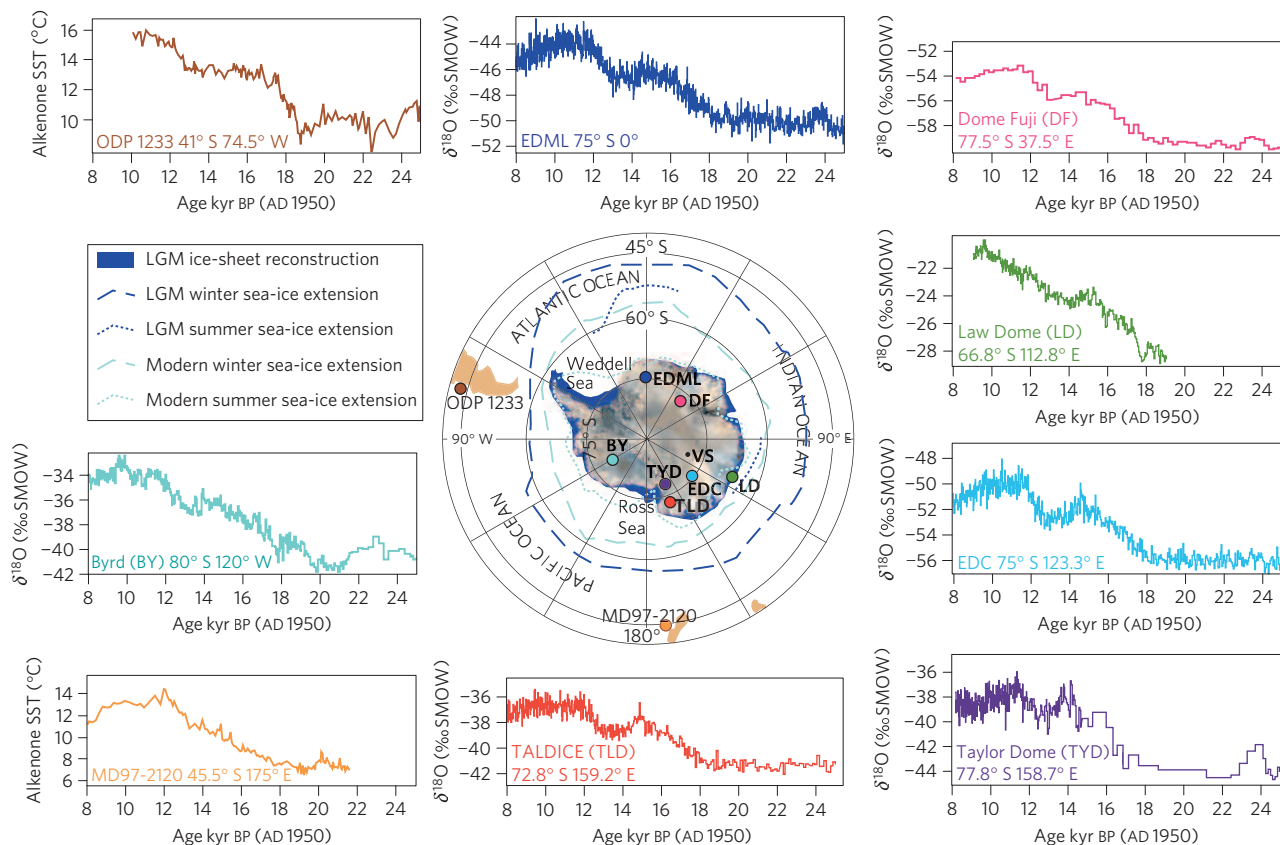 Alkenone SST (°C)
16
14
12
10
ODP 1233 41° S 74.5° W
8 10 12 14 16 18 20 22 24
Age kyr BP (AD 1950)
δ¹⁸O (‰ SMOW)
−44
−46
−48
−50
−52
EDML 75° S 0°
8 10 12 14 16 18 20 22 24
Age kyr BP (AD 1950)
δ¹⁸O (‰ SMOW)
−52
−54
−56
−58
Dome Fuji (DF)
77.5° S 37.5° E
8 10 12 14 16 18 20 22 24
Age kyr BP (AD 1950)
LGM ice-sheet reconstruction
LGM winter sea-ice extension
LGM summer sea-ice extension
Modern winter sea-ice extension
Modern summer sea-ice extension
45° S
60° S
75° S
ATLANTIC OCEAN
INDIAN OCEAN
PACIFIC OCEAN
Weddell
Sea
EDML
DF
ODP 1233
90° W
90° E
BY
VS
TYD
EDC
LD
TLD
Ross
Sea
MD97-2120
180°
δ¹⁸O (‰ SMOW)
−22
−24
−26
−28
Law Dome (LD)
66.8° S 112.8° E
8 10 12 14 16 18 20 22 24
Age kyr BP (AD 1950)
δ¹⁸O (‰ SMOW)
−34
−36
−38
−40
−42
Byrd (BY) 80° S 120° W
8 10 12 14 16 18 20 22 24
Age kyr BP (AD 1950)
δ¹⁸O (‰ SMOW)
−50
−52
−54
−56
EDC 75° S 123.3° E
8 10 12 14 16 18 20 22 24
Age kyr BP (AD 1950)
Alkenone SST (°C)
14
12
10
8
6
MD97-2120 45.5° S 175° E
8 10 12 14 16 18 20 22 24
Age kyr BP (AD 1950)
δ¹⁸O (‰ SMOW)
−36
−38
−40
−42
TALDICE (TLD)
72.8° S 159.2° E
8 10 12 14 16 18 20 22 24
Age kyr BP (AD 1950)
δ¹⁸O (‰ SMOW)
−36
−38
−40
−42
−44
Taylor Dome (TYD)
77.8° S 158.7° E
8 10 12 14 16 18 20 22 24
Age kyr BP (AD 1950)